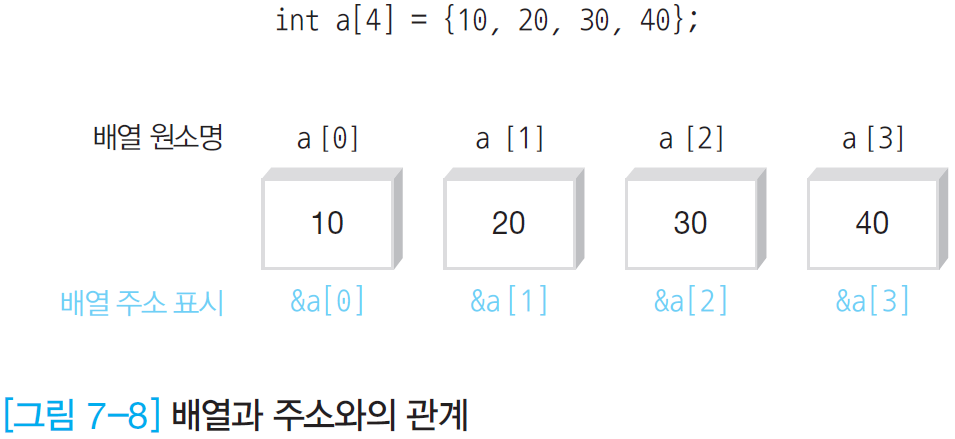 int a[4] = {10, 20, 30, 40};
배열 원소명 a [0] a [1] a [2] a [3]
10 20 30 40
배열 주소 표시 &a[0] &a[1] &a[2] &a[3]
[그림 7-8] 배열과 주소와의 관계